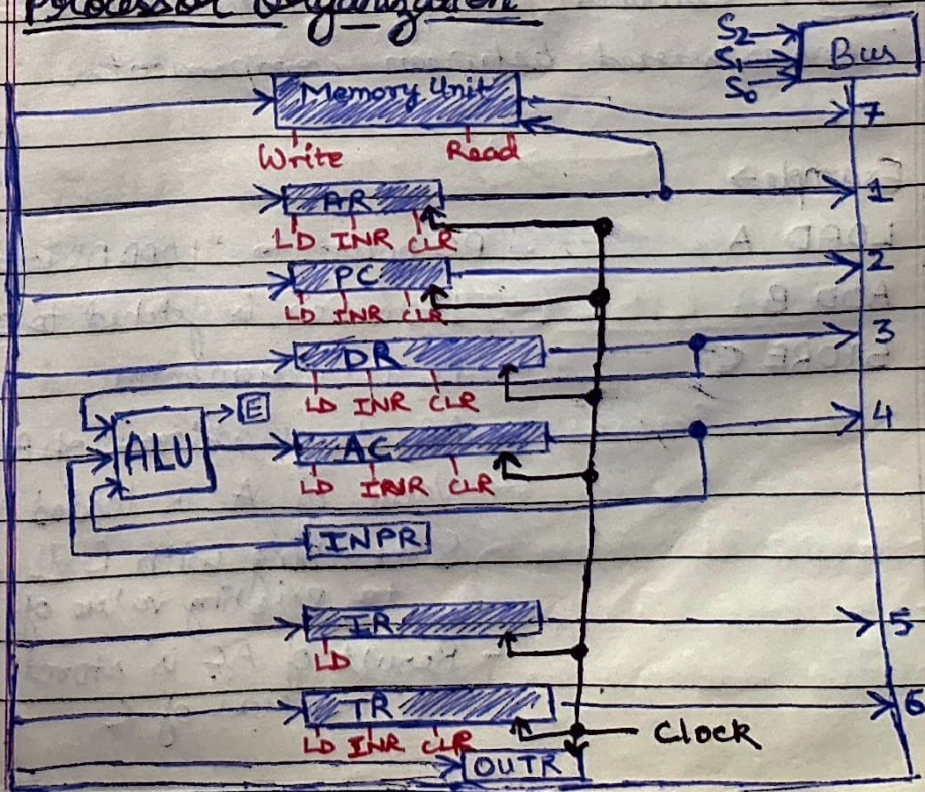 Processor Organization
S2
S1
S0
Bus
Memory Unit
7
Write Read
AR
1
LD INR CLR
PC
2
LD INR CLR
DR
3
LD INR CLR
E
4
ALU
AC
LD INR CLR
INPR
IR
5
LD
TR
6
LD INR CLR
Clock
OUTR